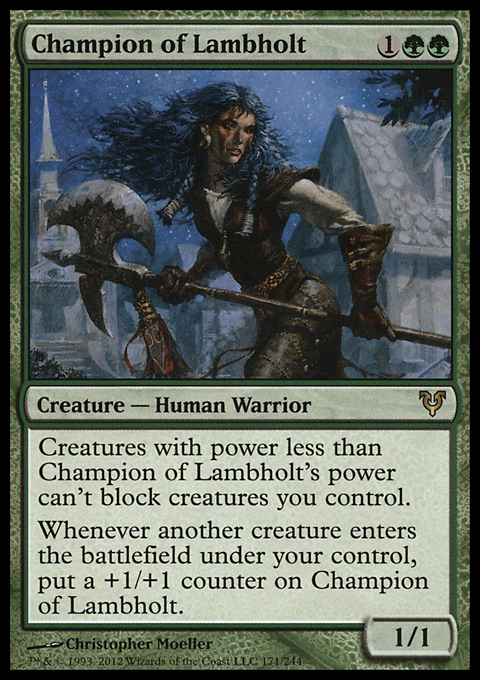 Champion of Lambholt 1
Creature — Human Warrior
Creatures with power less than
Champion of Lambholt's power
can't block creatures you control.
Whenever another creature enters
the battlefield under your control,
put a +1/+1 counter on Champion
of Lambholt.
1/1
Christopher Moeller
™ & © 1993–2012 Wizards of the Coast LLC 171/244